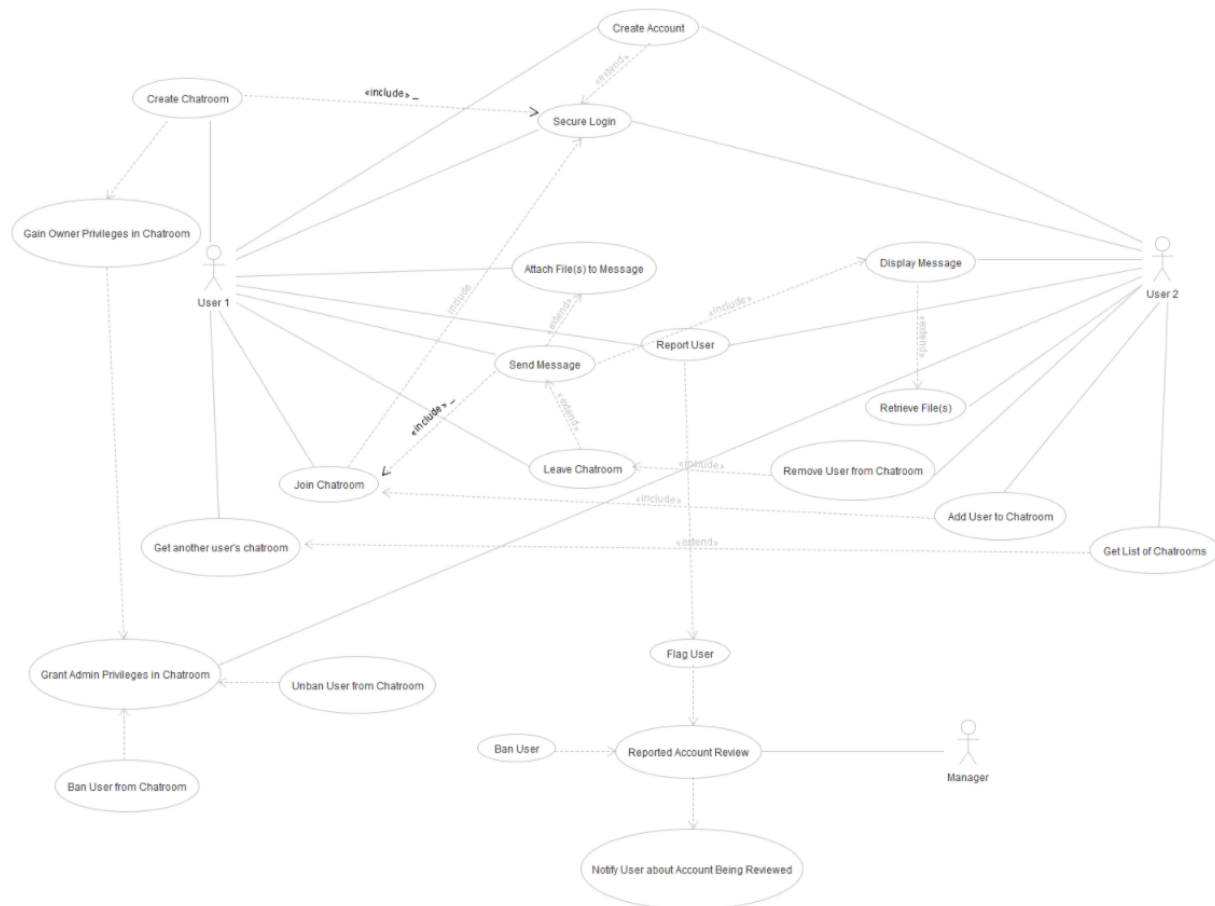 Create Account
«extend»
Create Chatroom
«include» _
Secure Login
Gain Owner Privileges in Chatroom
Attach File(s) to Message
Display Message
User 1
User 2
include
«extend»
«include»
Report User
Send Message
«extend»
«include» _
«extend»
Retrieve File(s)
Join Chatroom
Leave Chatroom
«include»
Remove User from Chatroom
«include»
Add User to Chatroom
Get another user's chatroom
«extend»
Get List of Chatrooms
Flag User
Grant Admin Privileges in Chatroom
Unban User from Chatroom
Ban User
Reported Account Review
Manager
Ban User from Chatroom
Notify User about Account Being Reviewed